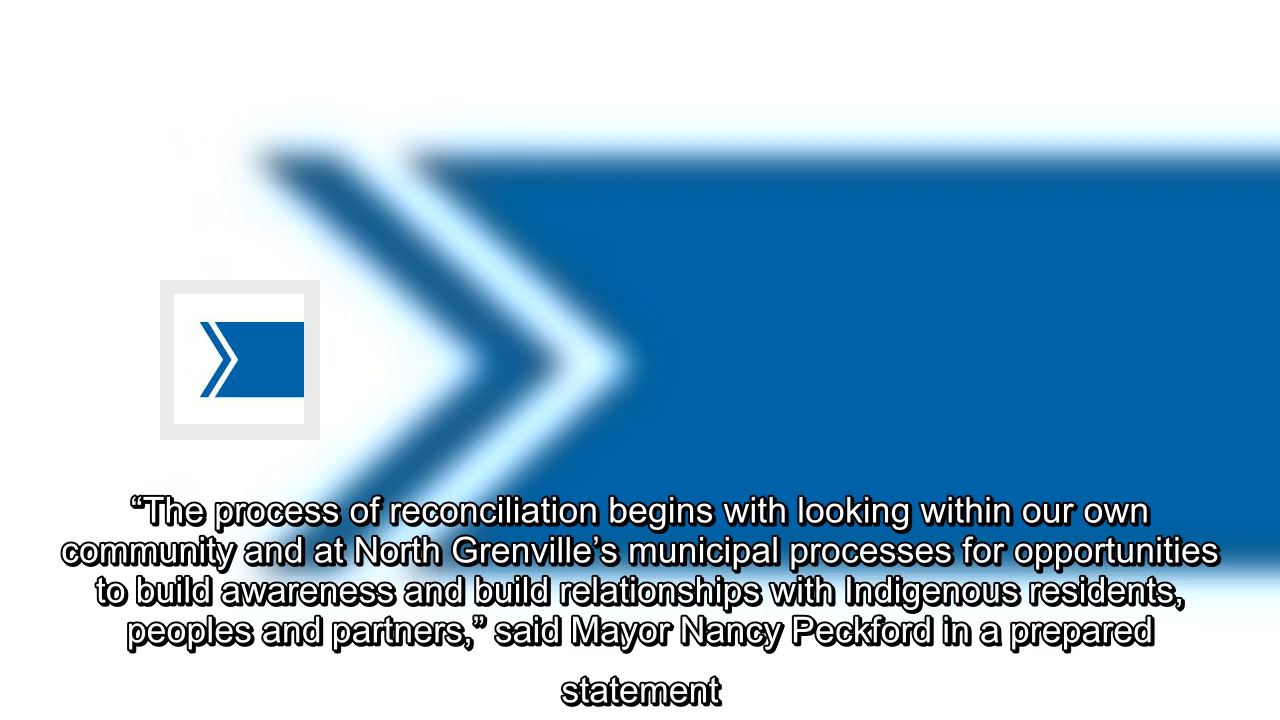 “The process of reconciliation begins with looking within our own
community and at North Grenville’s municipal processes for opportunities
to build awareness and build relationships with Indigenous residents,
peoples and partners,” said Mayor Nancy Peckford in a prepared
statement